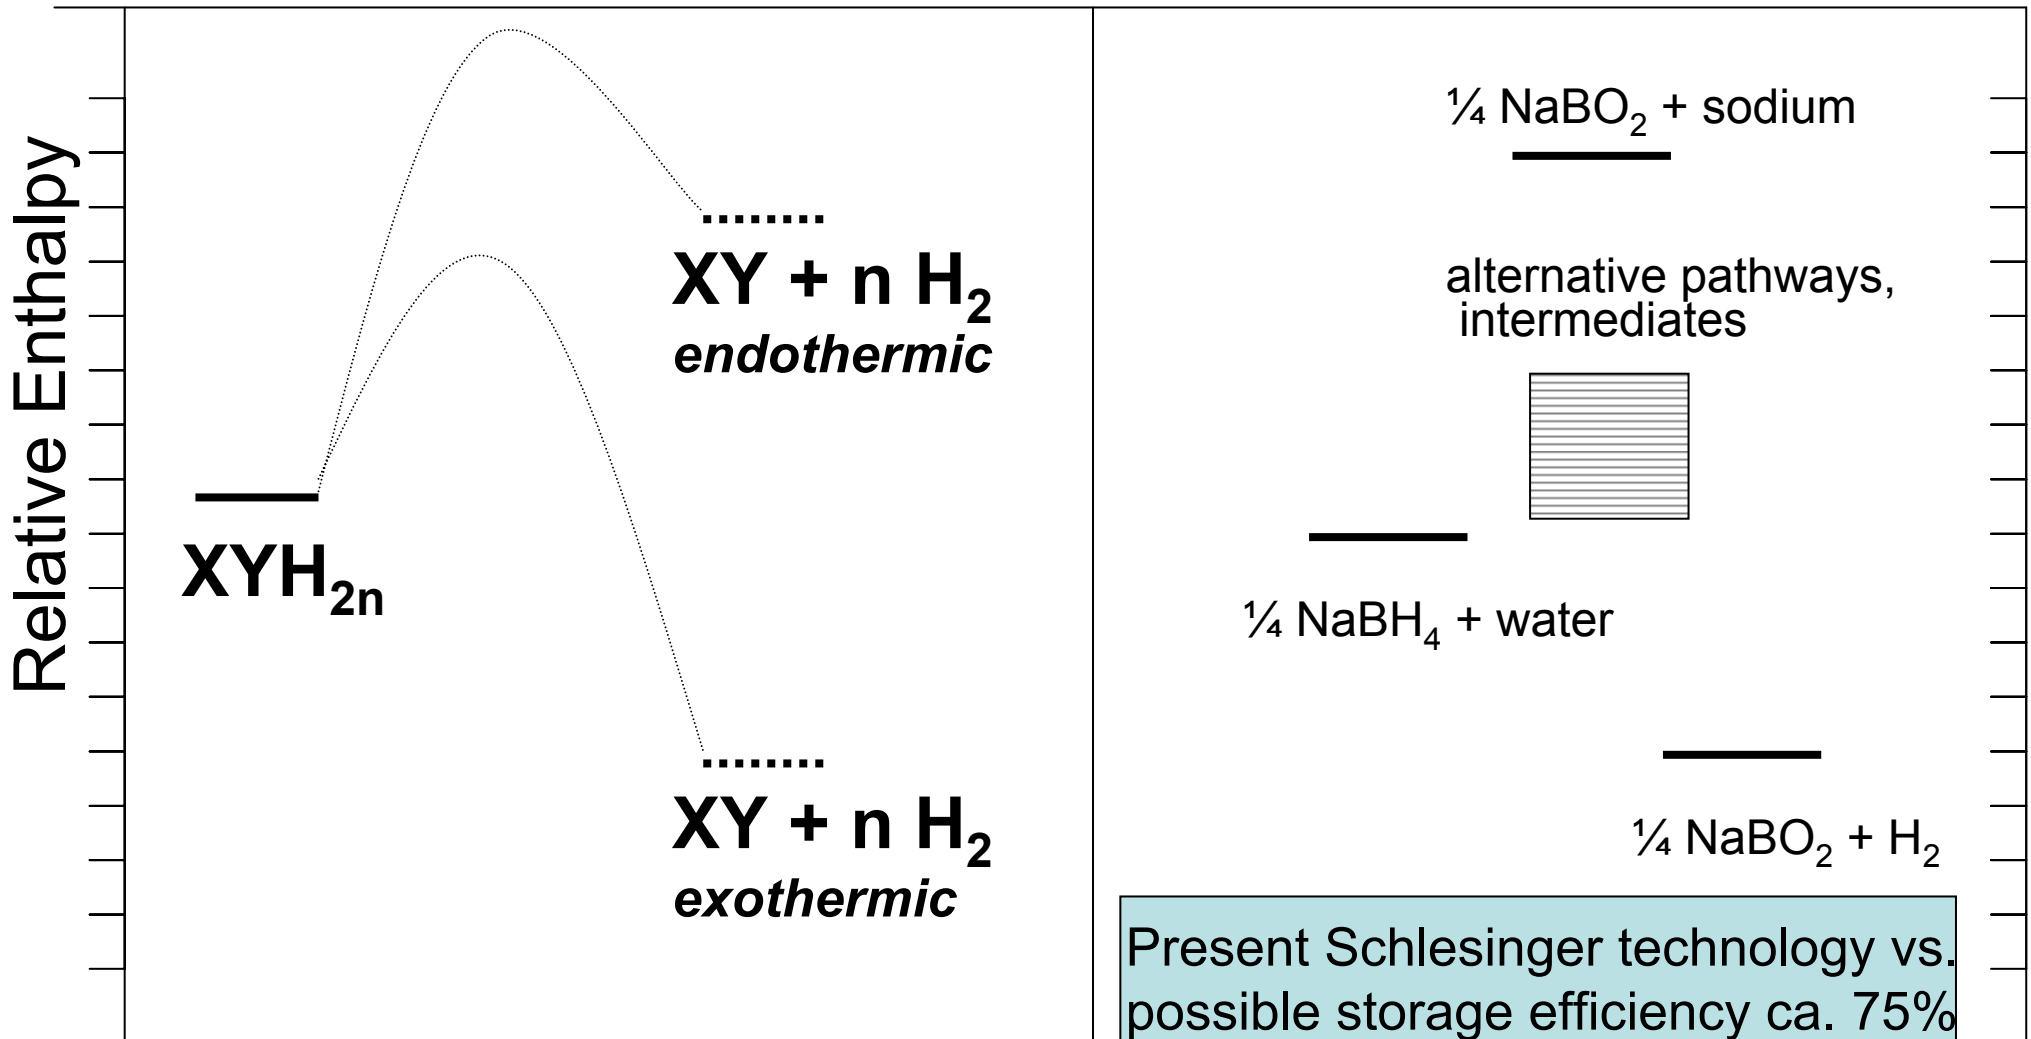 Relative Enthalpy
XY + n H₂
endothermic
XYH₂ₙ
XY + n H₂
exothermic
¼ NaBO₂ + sodium
alternative pathways,
intermediates
¼ NaBH₄ + water
¼ NaBO₂ + H₂
Present Schlesinger technology vs.
possible storage efficiency ca. 75%